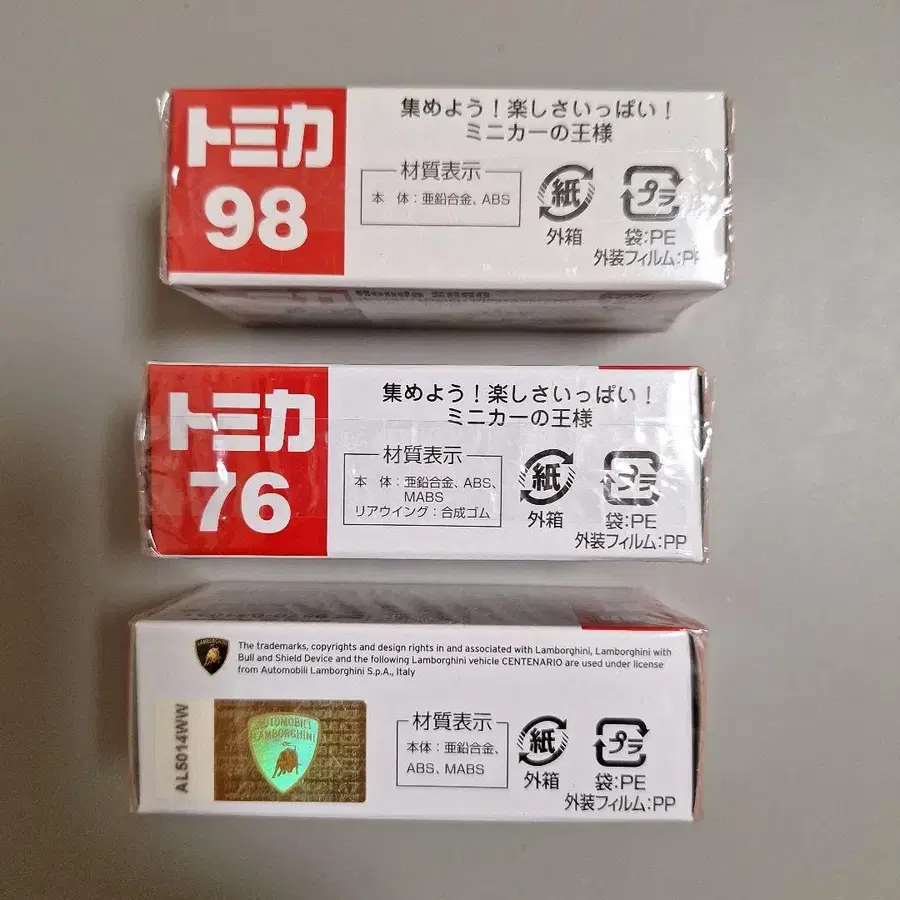 トミカ
98
集めよう！楽しさいっぱい！
ミニカーの王様
材質表示
本　体：亜鉛合金、ABS
紙
外箱
プラ
袋：PE
外装フィルム：PP
トミカ
76
集めよう！楽しさいっぱい！
ミニカーの王様
材質表示
本　体：亜鉛合金、ABS、
MABS
リアウイング：合成ゴム
紙
外箱
プラ
袋：PE
外装フィルム：PP
LAMBORGHINI
The trademarks, copyrights and design rights in and associated with Lamborghini, Lamborghini with
Bull and Shield Device and the following Lamborghini vehicle CENTENARIO are used under license
from Automobili Lamborghini S.p.A., Italy
AL5014WW
AUTOMOBILI
LAMBORGHINI
材質表示
本体：亜鉛合金、
ABS、MABS
紙
外箱
プラ
袋：PE
外装フィルム：PP